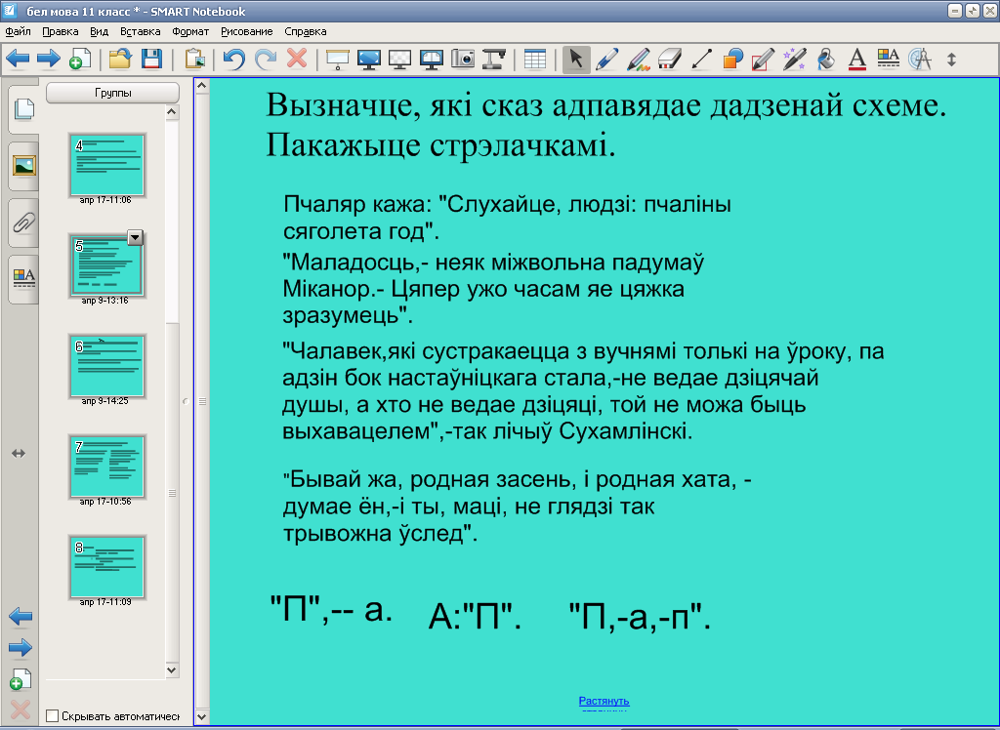 бел мова 11 класс * - SMART Notebook
Файл Правка Вид Вставка Формат Рисование Справка
Группы
4
апр 17-11:06
5
апр 9-13:16
6
апр 9-14:25
7
апр 17-10:56
8
апр 17-11:09
Скрывать автоматичесн
Вызначце, які сказ адпавядае дадзенай схеме.
Пакажыце стрэлачкамі.
Пчаляр кажа: "Слухайце, людзі: пчаліны
сяголета год".
"Маладосць,- неяк міжвольна падумаў
Міканор.- Цяпер ужо часам яе цяжка
зразумець".
"Чалавек,які сустракаецца з вучнямі толькі на ўроку, па
адзін бок настаўніцкага стала,-не ведае дзіцячай
душы, а хто не ведае дзіцяці, той не можа быць
выхавацелем",-так лічыў Сухамлінскі.
"Бывай жа, родная засень, і родная хата, -
думае ён,-і ты, маці, не глядзі так
трывожна ўслед".
"П",-- а. А:"П". "П,-а,-п".
Растянуть